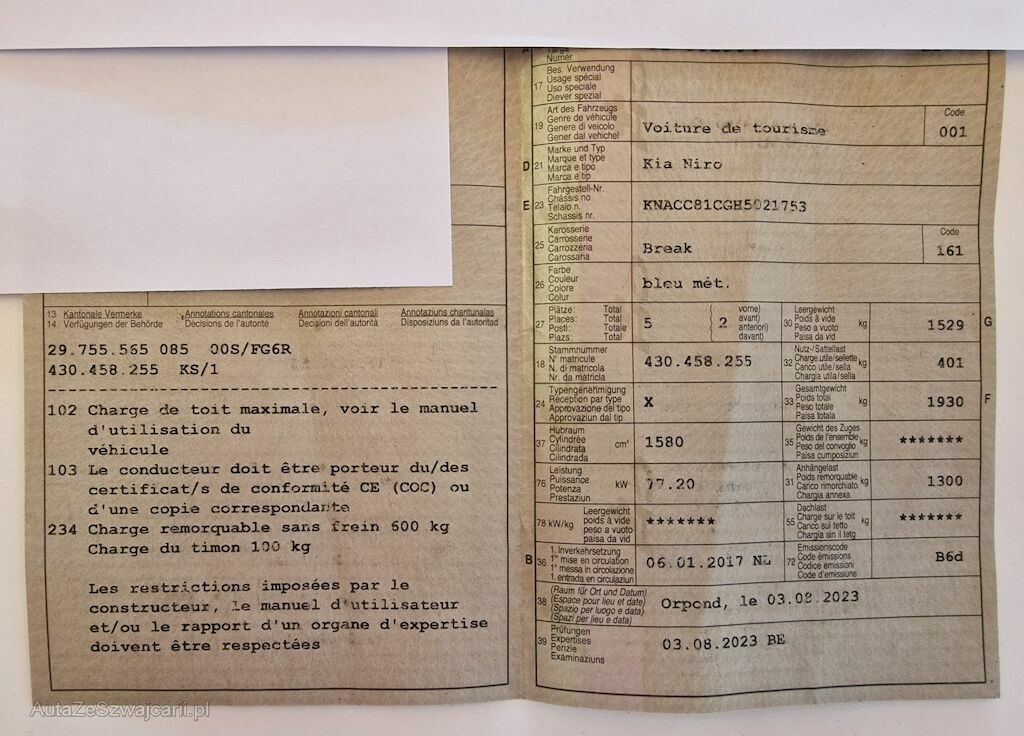 13 Kantonale Vermerke Annotations cantonales Annotazioni cantonali Annotaziuns chantunalas
14 Verfügungen der Behörde Décisions de l'autorité Decisioni dell'autorità Disposiziuns da l'autoritad
29.755.565 085 00S/FG6R
430.458.255 KS/1
102 Charge de toit maximale, voir le manuel
d'utilisation du
véhicule
103 Le conducteur doit être porteur du/des
certificat/s de conformité CE (COC) ou
d'une copie correspondante
234 Charge remorquable sans frein 600 kg
Charge du timon 100 kg
Les restrictions imposées par le
constructeur, le manuel d'utilisateur
et/ou le rapport d'un organe d'expertise
doivent être respectées
Targa
Numer
17
Bes. Verwendung
Usage spécial
Uso speciale
Diever spezial
19
Art des Fahrzeugs
Genre de véhicule
Genere di veicolo
Gener dal vehichel
Voiture de tourisme
Code
001
D 21
Marke und Typ
Marque et type
Marca e tipo
Marca e tip
Kia Niro
E 23
Fahrgestell-Nr.
Châssis no
Telaio n.
Schassis nr.
KNACC81CGH5021753
25
Karosserie
Carrosserie
Carrozzeria
Carossaria
Break
Code
161
26
Farbe
Couleur
Colore
Colur
bleu mét.
27
Plätze: Total
Places: Total
Posti: Totale
Plazs: Total
5
( 2
vorne)
avant)
anteriori)
davant)
30
Leergewicht
Poids à vide
Peso a vuoto
Paisa da vid
kg
1529
G
18
Stammnummer
N° matricule
N. di matricola
Nr. da matricla
430.458.255
32
Nutz-/Sattellast
Charge utile/sellette
Carico utile/sella
Chargia utila/sella
kg
401
24
Typengenehmigung
Réception par type
Approvazione del tipo
Approvaziun dal tip
X
33
Gesamtgewicht
Poids total
Peso totale
Paisa totala
kg
1930
F
37
Hubraum
Cylindrée
Cilindrata
Cilindrada
cm³
1580
35
Gewicht des Zuges
Poids de l'ensemble
Peso del convoglio
Paisa cumposiziun
kg
*******
76
Leistung
Puissance
Potenza
Prestaziun
kW
77.20
31
Anhängelast
Poids remorquable
Carico rimorchiato
Chargia annexa
kg
1300
78 kW/kg
Leergewicht
poids à vide
peso a vuoto
paisa da vid
*******
55
Dachlast
Charge sur le toit
Carico sul tetto
Chargia sin il tetg
kg
*******
B 36
1. Inverkehrsetzung
1re mise en circulation
1a messa in circolazione
1. entrada en circulaziun
06.01.2017 NL
72
Emissionscode
Code émissions
Codice emissioni
Code d'emissiuns
B6d
38
(Raum für Ort und Datum)
(Espace pour lieu et date)
(Spazio per luogo e data)
(Spazi per lieu e data)
Orpond, le 03.08.2023
39
Prüfungen
Expertises
Perizie
Examinaziuns
03.08.2023 BE
AutaZeSzwajcarii.pl